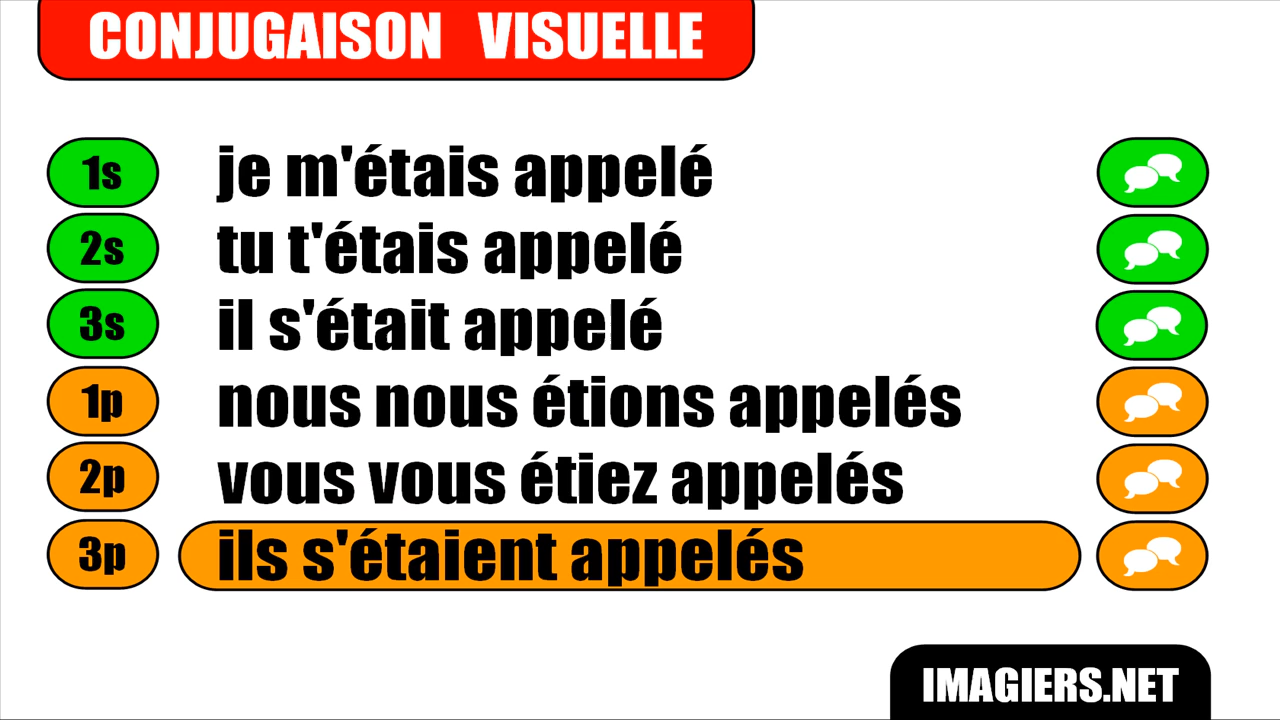 CONJUGAISON VISUELLE
1s je m'étais appelé
2s tu t'étais appelé
3s il s'était appelé
1p nous nous étions appelés
2p vous vous étiez appelés
3p ils s'étaient appelés
IMAGIERS.NET